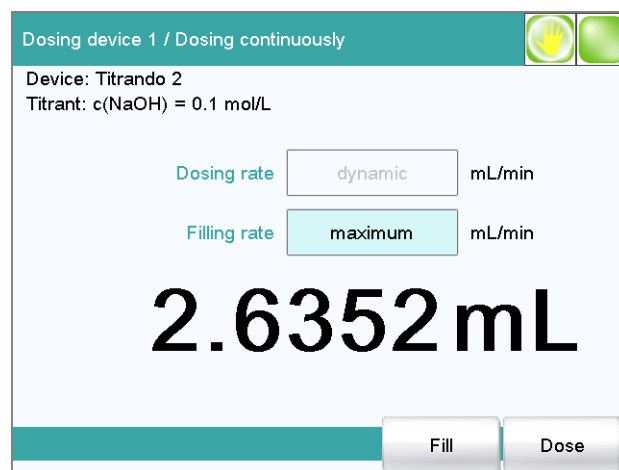 Dosing device 1 / Dosing continuously
Device: Titrando 2
Titrant: c(NaOH) = 0.1 mol/L
Dosing rate dynamic mL/min
Filling rate maximum mL/min
2.6352 mL
Fill Dose